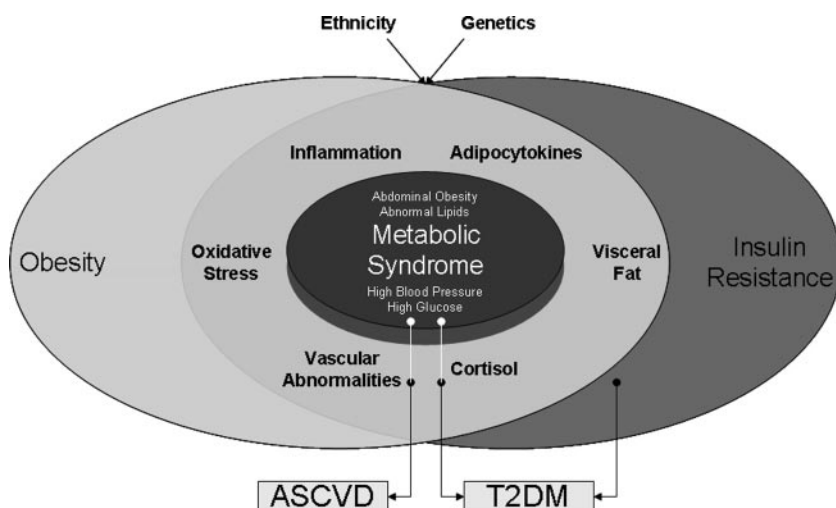 Ethnicity
Genetics
Inflammation
Adipocytokines
Abdominal Obesity
Abnormal Lipids
Metabolic
Syndrome
High Blood Pressure
High Glucose
Obesity
Oxidative
Stress
Visceral
Fat
Insulin
Resistance
Vascular
Abnormalities
Cortisol
ASCVD
T2DM